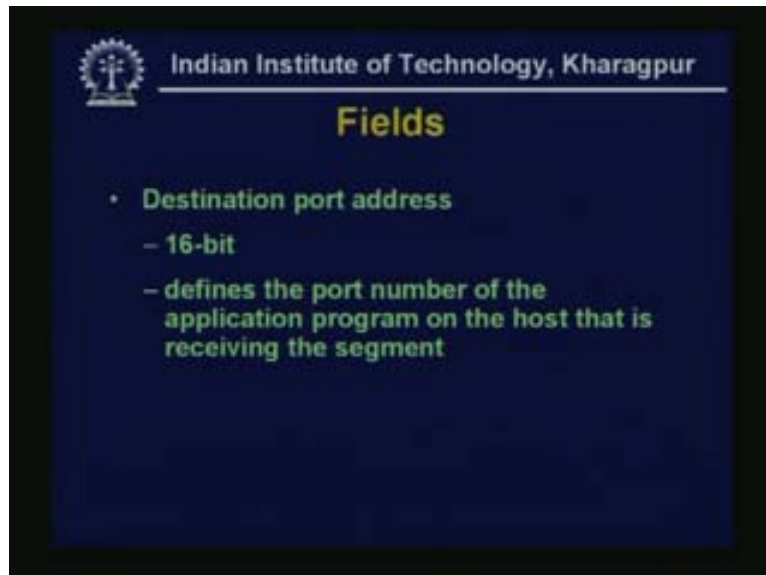 Indian Institute of Technology, Kharagpur
Fields
• Destination port address
– 16-bit
– defines the port number of the
application program on the host that is
receiving the segment